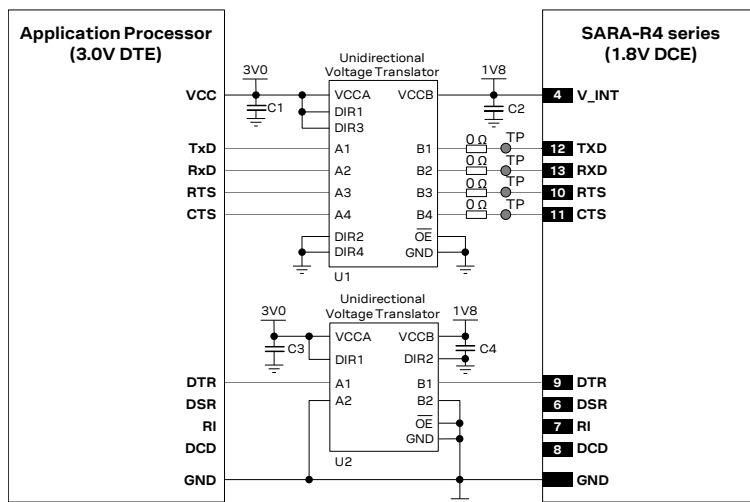 Application Processor
(3.0V DTE)
SARA-R4 series
(1.8V DCE)
Unidirectional
Voltage Translator
3V0
1V8
VCC
VCCA
VCCB
4
V_INT
C1
DIR1
C2
DIR3
0 Ω
TP
TxD
A1
B1
12
TXD
0 Ω
TP
RxD
A2
B2
13
RXD
0 Ω
TP
RTS
A3
B3
10
RTS
0 Ω
TP
CTS
A4
B4
11
CTS
DIR2
OE
DIR4
GND
U1
Unidirectional
Voltage Translator
3V0
1V8
VCCA
VCCB
C3
DIR1
DIR2
C4
DTR
A1
B1
9
DTR
A2
B2
DSR
6
DSR
RI
OE
7
RI
GND
DCD
8
DCD
U2
GND
GND